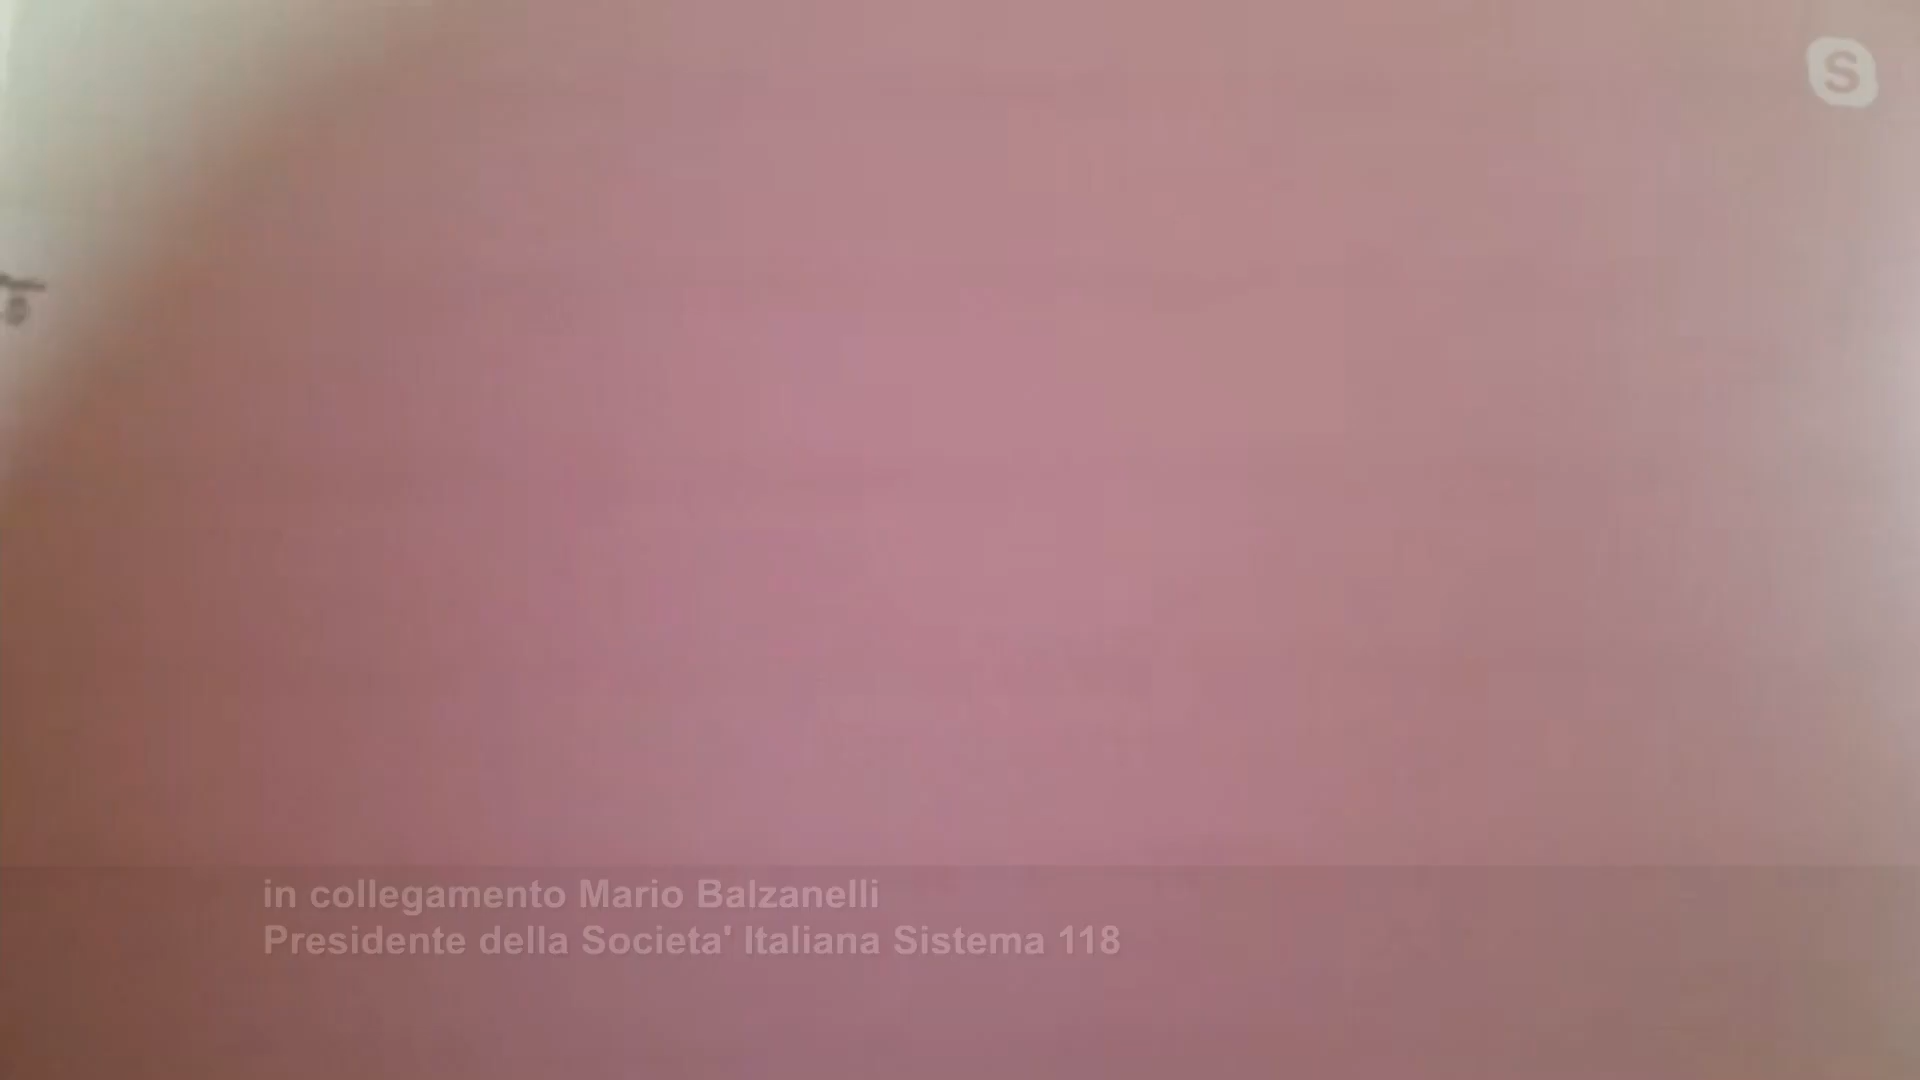 S
in collegamento Mario Balzanelli
Presidente della Societa' Italiana Sistema 118